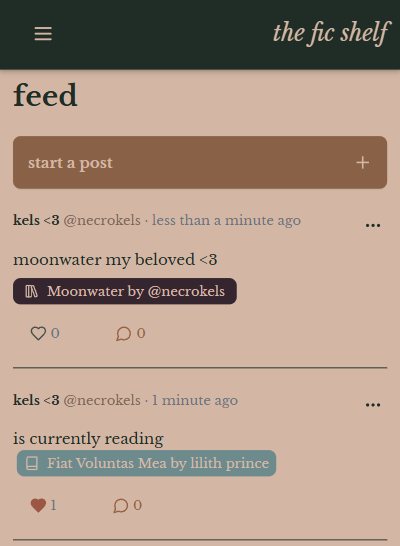 the fic shelf
feed
start a post
kels <3 @necrokels · less than a minute ago
moonwater my beloved <3
Moonwater by @necrokels
0 0
kels <3 @necrokels · 1 minute ago
is currently reading
Fiat Voluntas Mea by lilith prince
1 0